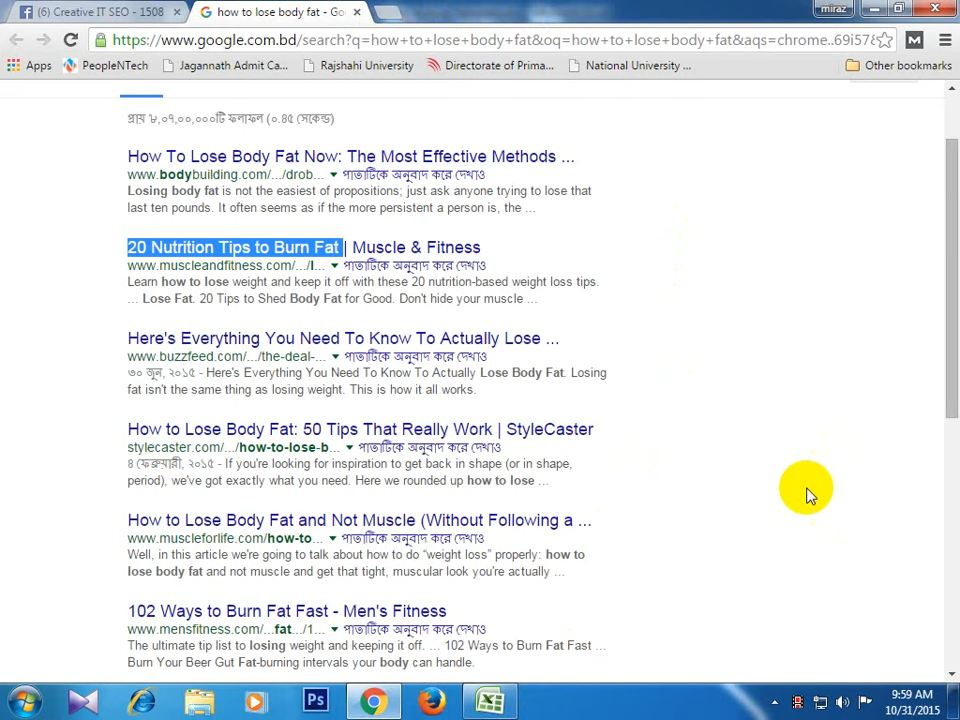 (6) Creative IT SEO - 1508
how to lose body fat - Go
miraz
https://www.google.com.bd/search?q=how+to+lose+body+fat&oq=how+to+lose+body+fat&aqs=chrome..69i57
Apps PeopleNTech Jagannath Admit Ca... Rajshahi University Directorate of Prima... National University ... Other bookmarks
প্রায় ৮,০৭,০০,০০০টি ফলাফল (০.৪৫ সেকেন্ড)
How To Lose Body Fat Now: The Most Effective Methods ...
www.bodybuilding.com/.../drob... ▼ পাতাটিকে অনুবাদ করে দেখাও
Losing body fat is not the easiest of propositions; just ask anyone trying to lose that
last ten pounds. It often seems as if the more persistent a person is, the ...
20 Nutrition Tips to Burn Fat | Muscle & Fitness
www.muscleandfitness.com/.../l... ▼ পাতাটিকে অনুবাদ করে দেখাও
Learn how to lose weight and keep it off with these 20 nutrition-based weight loss tips.
... Lose Fat. 20 Tips to Shed Body Fat for Good. Don't hide your muscle ...
Here's Everything You Need To Know To Actually Lose ...
www.buzzfeed.com/.../the-deal-... ▼ পাতাটিকে অনুবাদ করে দেখাও
৩০ জুন, ২০১৫ - Here's Everything You Need To Know To Actually Lose Body Fat. Losing
fat isn't the same thing as losing weight. This is how it all works.
How to Lose Body Fat: 50 Tips That Really Work | StyleCaster
stylecaster.com/.../how-to-lose-b... ▼ পাতাটিকে অনুবাদ করে দেখাও
৪ ফেব্রুয়ারী, ২০১৫ - If you're looking for inspiration to get back in shape (or in shape,
period), we've got exactly what you need. Here we rounded up how to lose ...
How to Lose Body Fat and Not Muscle (Without Following a ...
www.muscleforlife.com/how-to... ▼ পাতাটিকে অনুবাদ করে দেখাও
Well, in this article we're going to talk about how to do “weight loss” properly: how to
lose body fat and not muscle and get that tight, muscular look you're actually ...
102 Ways to Burn Fat Fast - Men's Fitness
www.mensfitness.com/...fat.../1... ▼ পাতাটিকে অনুবাদ করে দেখাও
The ultimate tip list to losing weight and keeping it off. ... 102 Ways to Burn Fat Fast ...
Burn Your Beer Gut Fat-burning intervals your body can handle.
Ps
9:59 AM
10/31/2015